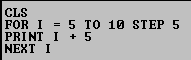 CLS
FOR I = 5 TO 10 STEP 5
PRINT I + 5
NEXT I